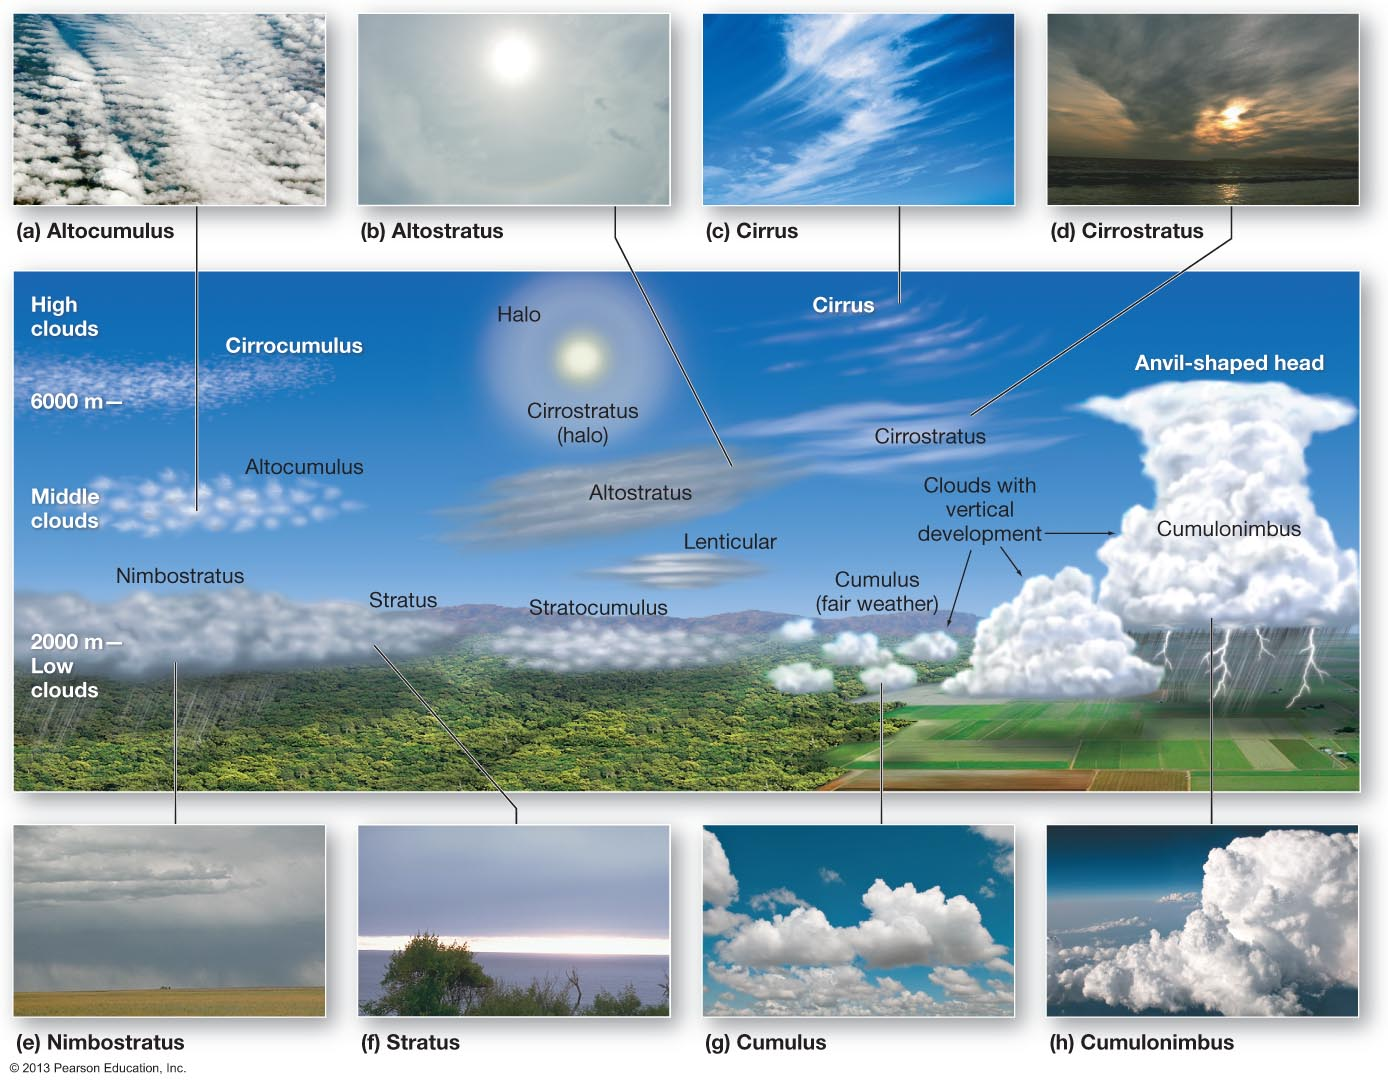 (a) Altocumulus
(b) Altostratus
(c) Cirrus
(d) Cirrostratus
High
clouds
Cirrocumulus
6000 m—
Halo
Cirrostratus
(halo)
Cirrus
Anvil-shaped head
Altocumulus
Middle
clouds
Altostratus
Cirrostratus
Clouds with
vertical
development
Cumulonimbus
Lenticular
Nimbostratus
Stratus
Stratocumulus
Cumulus
(fair weather)
2000 m—
Low
clouds
(e) Nimbostratus
(f) Stratus
(g) Cumulus
(h) Cumulonimbus
© 2013 Pearson Education, Inc.